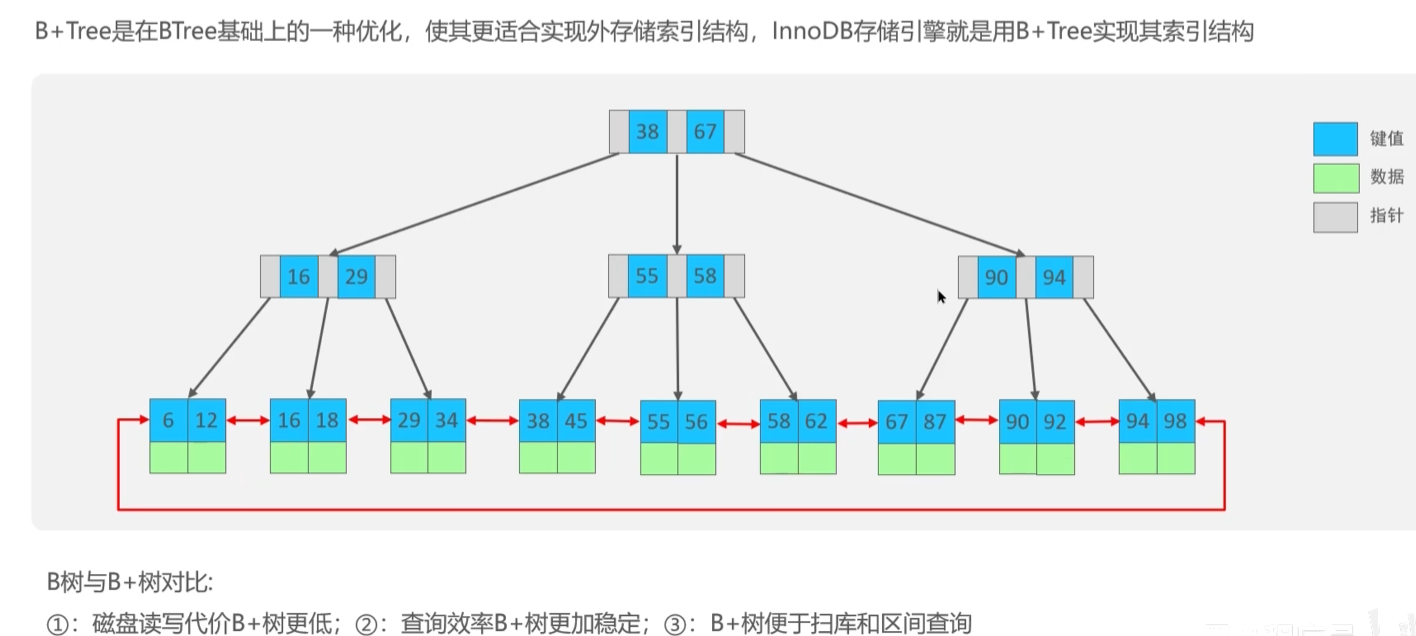 B+Tree是在BTree基础上的一种优化，使其更适合实现外存储索引结构，InnoDB存储引擎就是用B+Tree实现其索引结构
38 67
键值
数据
指针
16 29 55 58 90 94
6 12 16 18 29 34 38 45 55 56 58 62 67 87 90 92 94 98
B树与B+树对比:
①：磁盘读写代价B+树更低；②：查询效率B+树更加稳定；③：B+树便于扫库和区间查询